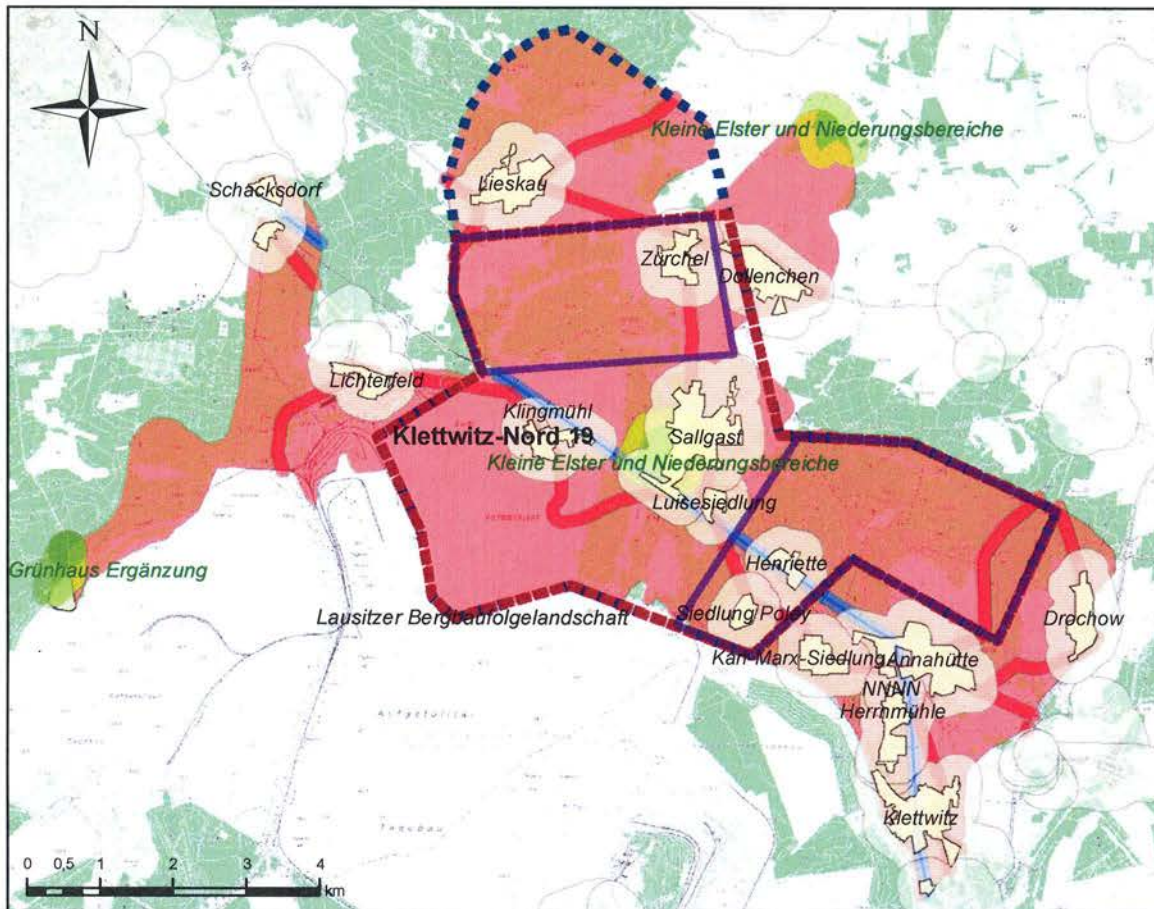 N
Kleine Elster und Niederungsbereiche
Schacksdorf
Lieskau
Zürchel
Dollenchen
Lichterfeld
Klingmühl
Klettwitz-Nord 19
Sallgast
Kleine Elster und Niederungsbereiche
Luisesiedlung
Grünhaus Ergänzung
Henriette
Lausitzer Bergbaufolgelandschaft
Siedlung Poley
Drochow
Karl-Marx-Siedlung
Annahütte
NNNN
Herrnmühle
Klettwitz
0 0,5 1 2 3 4
km